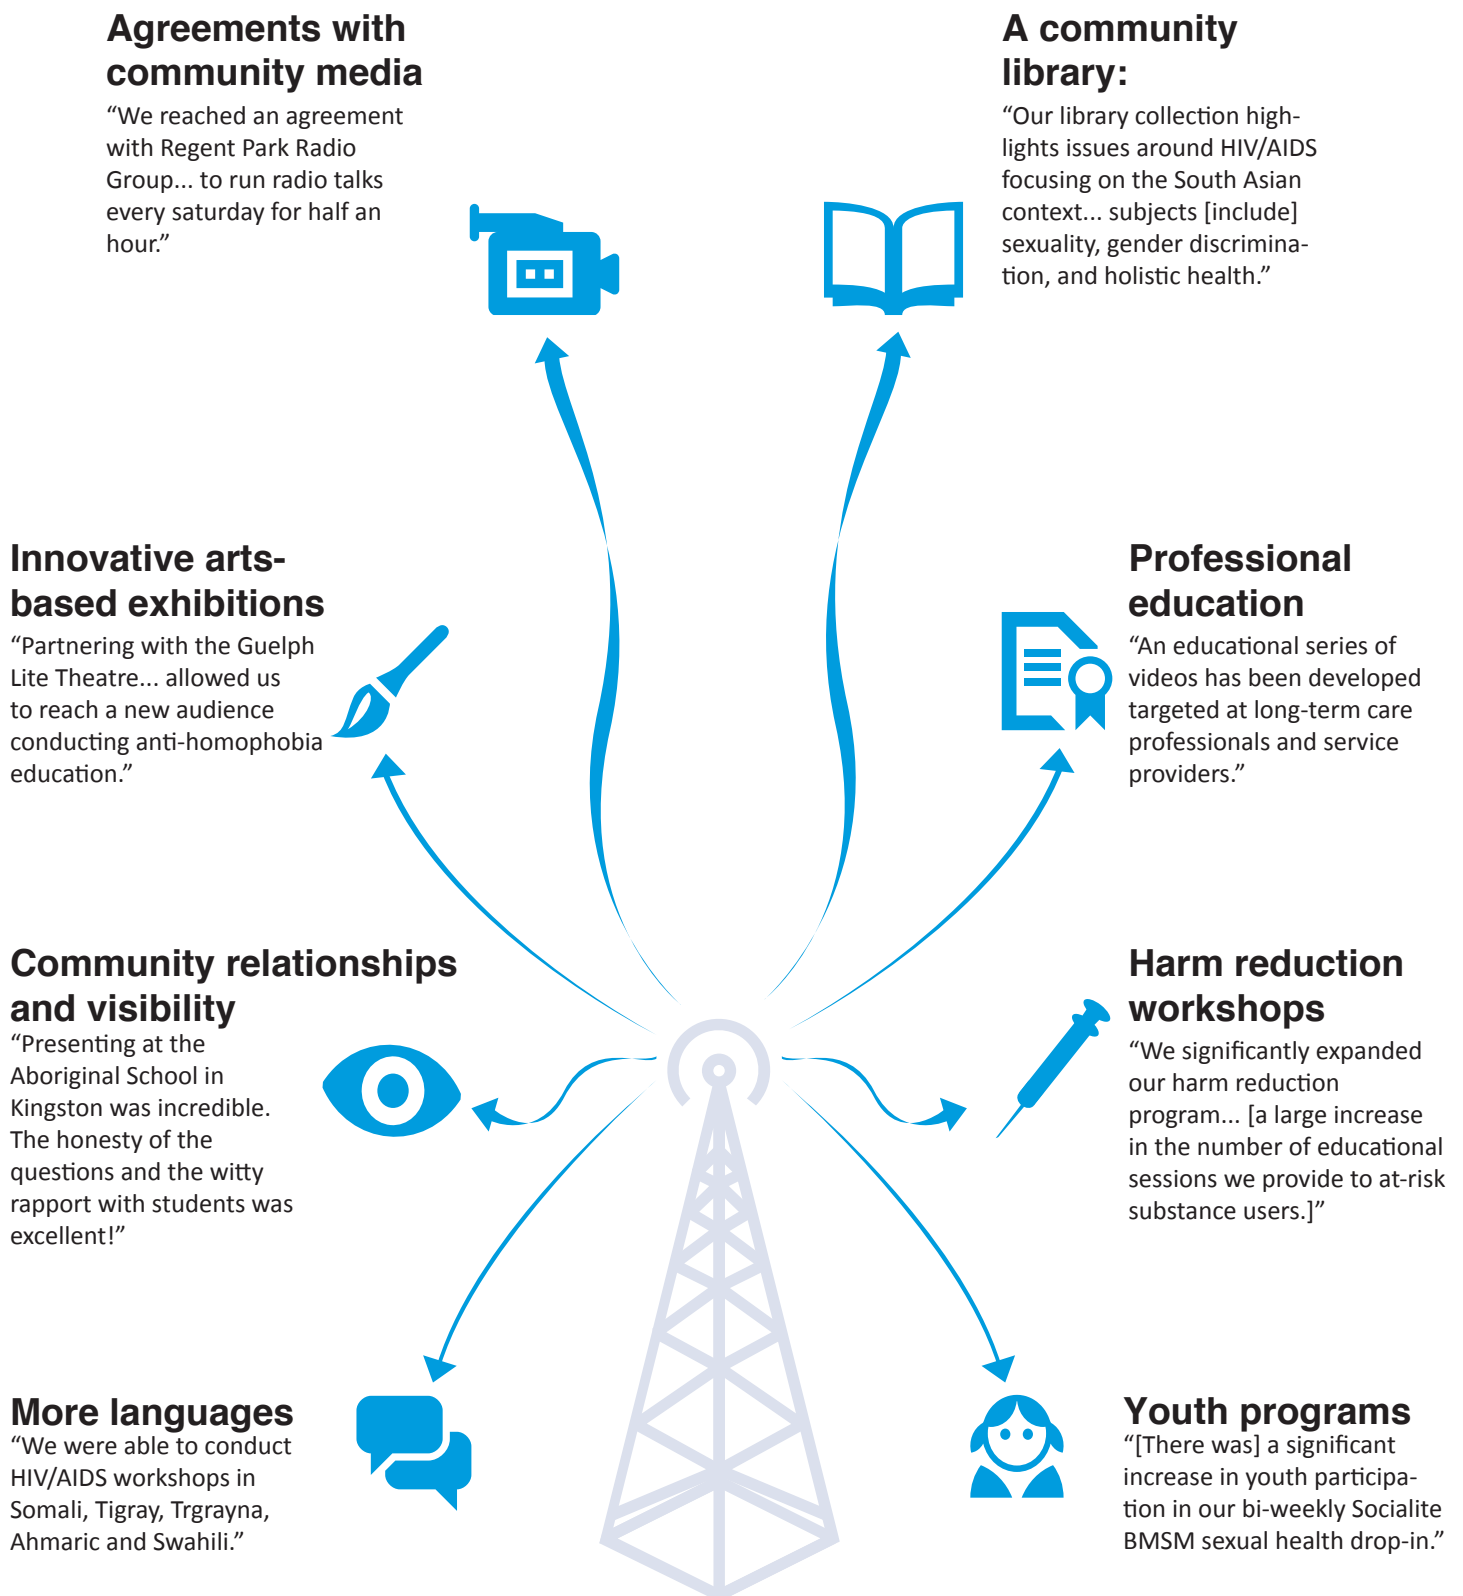 Agreements with
community media
“We reached an agreement
with Regent Park Radio
Group... to run radio talks
every saturday for half an
hour.”
A community
library:
“Our library collection high-
lights issues around HIV/AIDS
focusing on the South Asian
context... subjects [include]
sexuality, gender discrimina-
tion, and holistic health.”
Innovative arts-
based exhibitions
“Partnering with the Guelph
Lite Theatre... allowed us
to reach a new audience
conducting anti-homophobia
education.”
Professional
education
“An educational series of
videos has been developed
targeted at long-term care
professionals and service
providers.”
Community relationships
and visibility
“Presenting at the
Aboriginal School in
Kingston was incredible.
The honesty of the
questions and the witty
rapport with students was
excellent!”
Harm reduction
workshops
“We significantly expanded
our harm reduction
program... [a large increase
in the number of educational
sessions we provide to at-risk
substance users.]”
More languages
“We were able to conduct
HIV/AIDS workshops in
Somali, Tigray, Trgrayna,
Ahmaric and Swahili.”
Youth programs
“[There was] a significant
increase in youth participa-
tion in our bi-weekly Socialite
BMSM sexual health drop-in.”